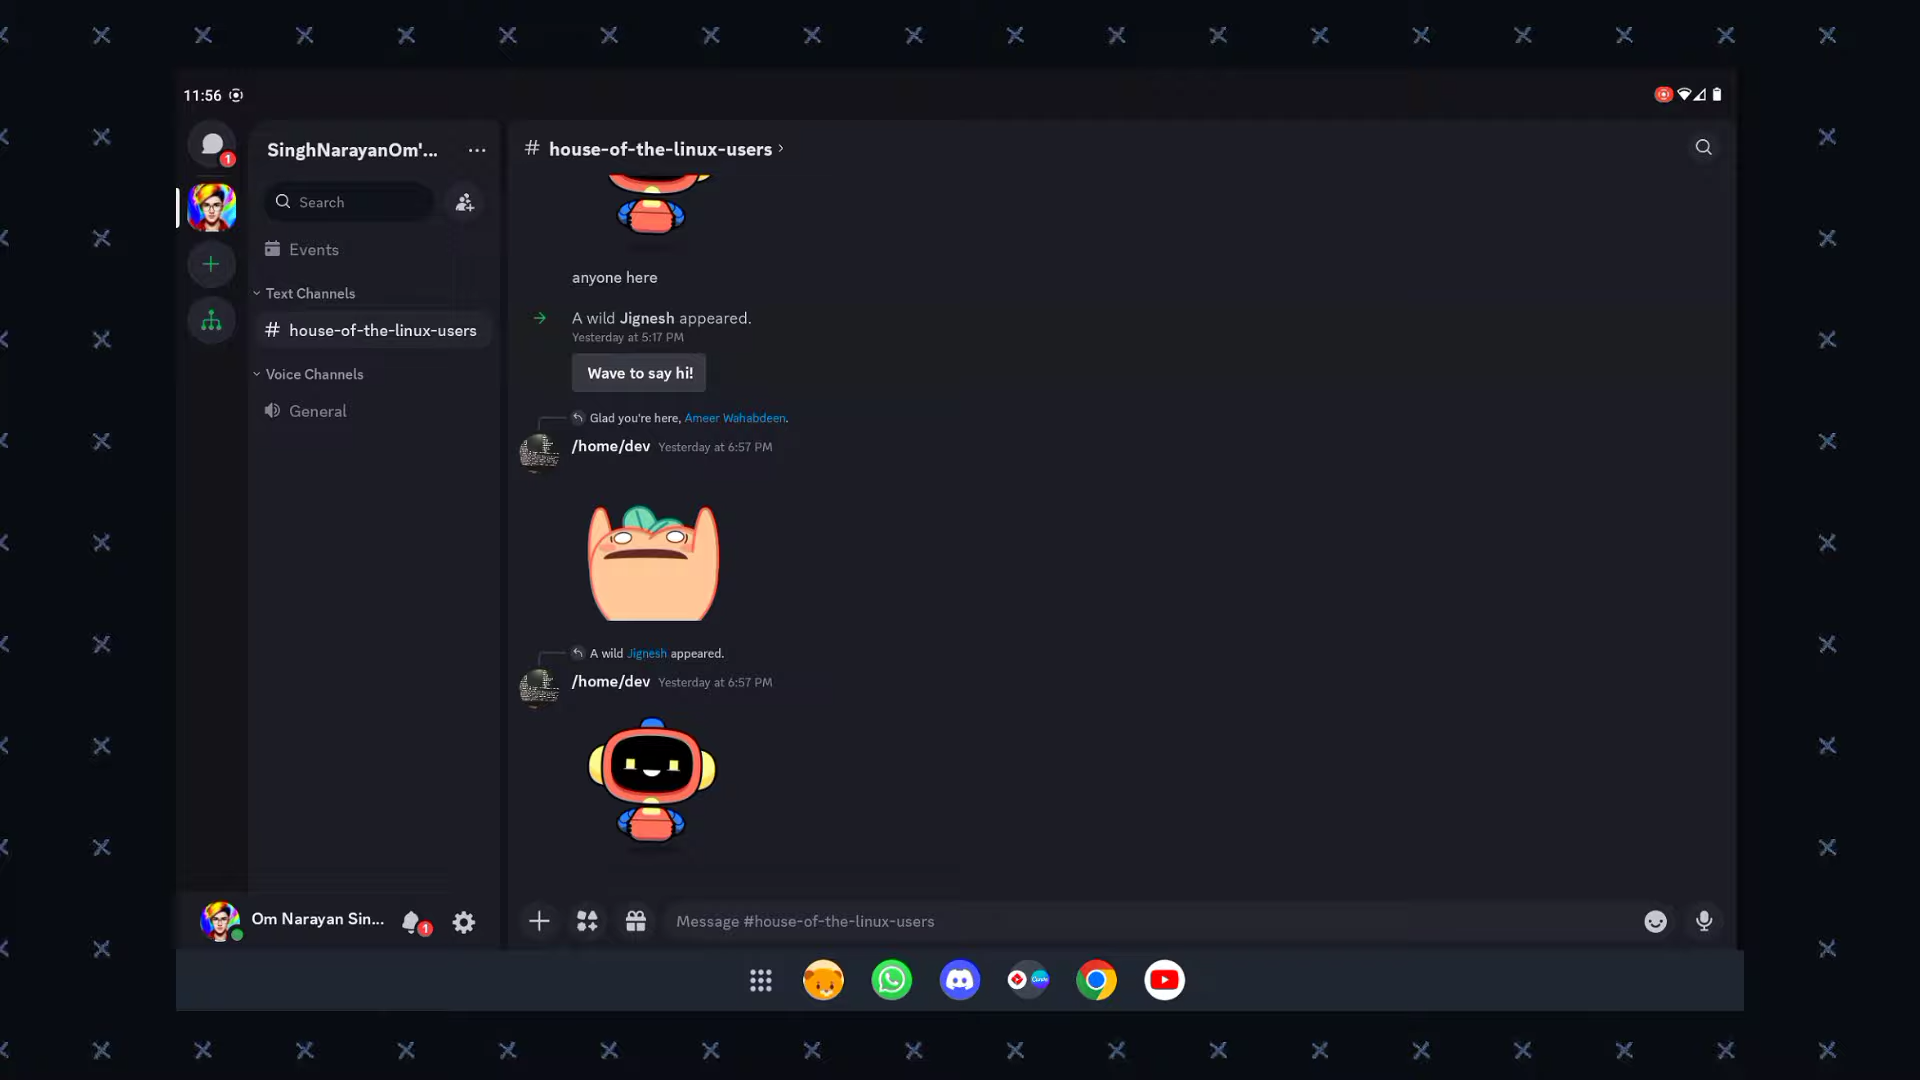 11:56
1
SinghNarayanOm'...
Search
Events
Text Channels
# house-of-the-linux-users
Voice Channels
General
Om Narayan Sin...
1
# house-of-the-linux-users
anyone here
A wild Jignesh appeared.
Yesterday at 5:17 PM
Wave to say hi!
Glad you're here, Ameer Wahabdeen.
/home/dev Yesterday at 6:57 PM
A wild Jignesh appeared.
/home/dev Yesterday at 6:57 PM
Message #house-of-the-linux-users
Canva